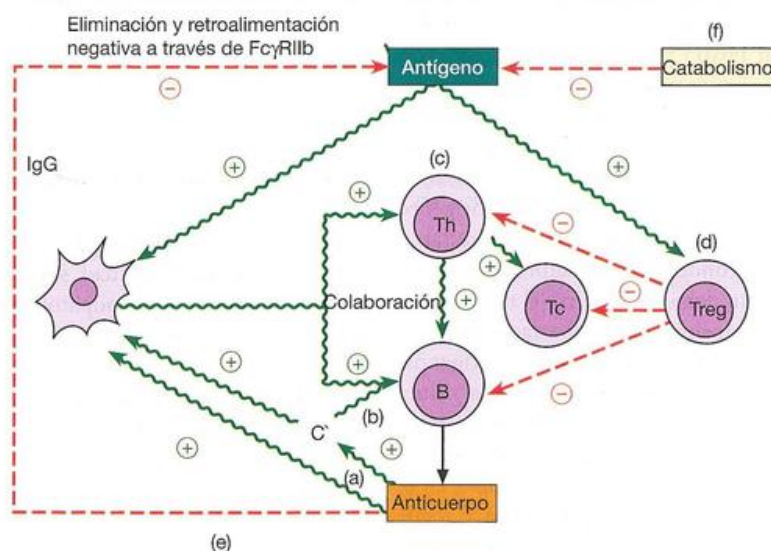 Eliminación y retroalimentación
negativa a través de FcγRIIb
(f)
Antígeno
Catabolismo
−
−
IgG
+
(c)
+
+
Th
−
(d)
+
Colaboración
+
Tc
−
Treg
+
+
B
−
C`
(b)
+
+
(a)
Anticuerpo
(e)